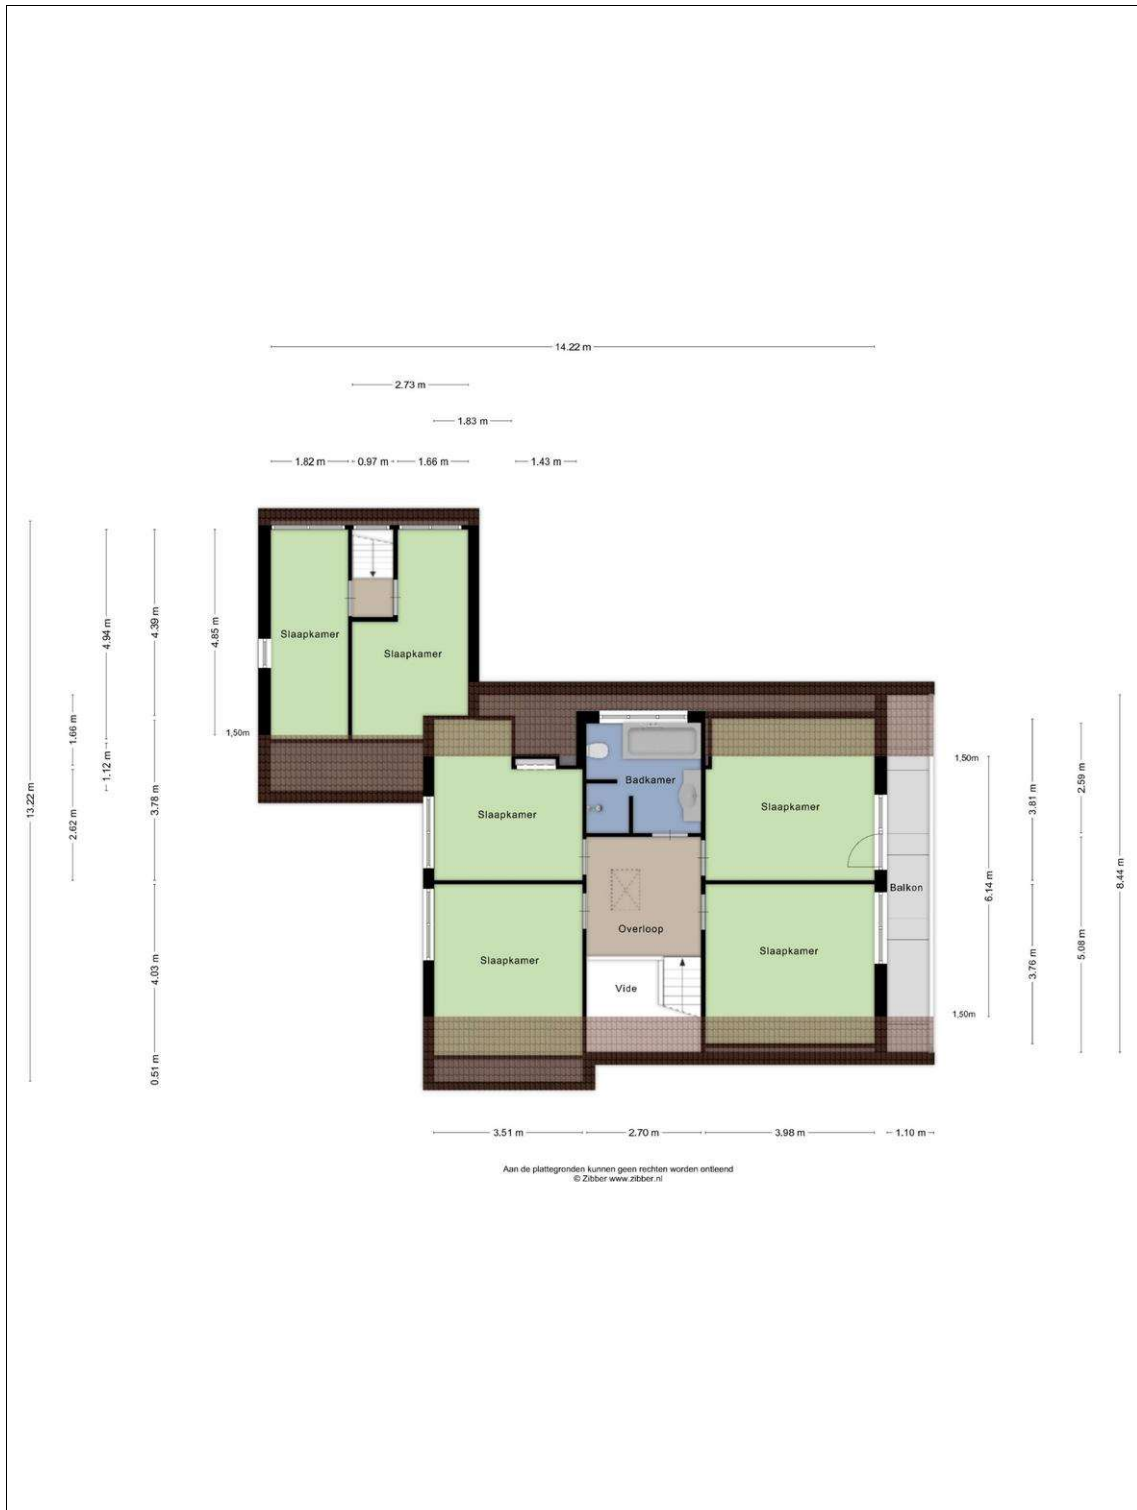 14.22 m
2.73 m
1.83 m
1.82 m
0.97 m
1.66 m
1.43 m
13.22 m
1.66 m
2.62 m
4.94 m
1.12 m
4.39 m
3.78 m
4.03 m
0.51 m
4.85 m
1,50m
Slaapkamer
Slaapkamer
Slaapkamer
Badkamer
Slaapkamer
Slaapkamer
Overloop
Slaapkamer
Vide
Balkon
1,50m
1,50m
6.14 m
3.81 m
3.76 m
2.59 m
5.08 m
8.44 m
3.51 m
2.70 m
3.98 m
1.10 m
Aan de plattegronden kunnen geen rechten worden ontleend
© Zibber www.zibber.nl